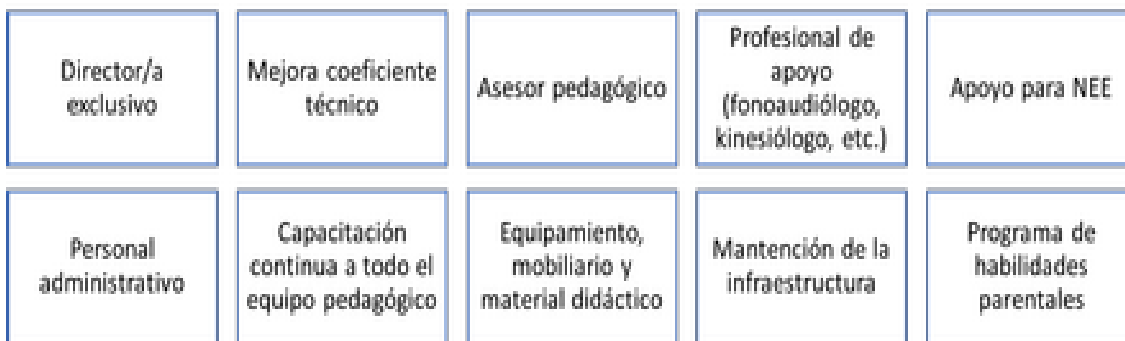 Director/a
exclusivo
Mejora coeficiente
técnico
Asesor pedagógico
Profesional de
apoyo
(fonoaudiólogo,
kinesiólogo, etc.)
Apoyo para NEE
Personal
administrativo
Capacitación
continua a todo el
equipo pedagógico
Equipamiento,
mobiliario y
material didáctico
Mantención de la
infraestructura
Programa de
habilidades
parentales